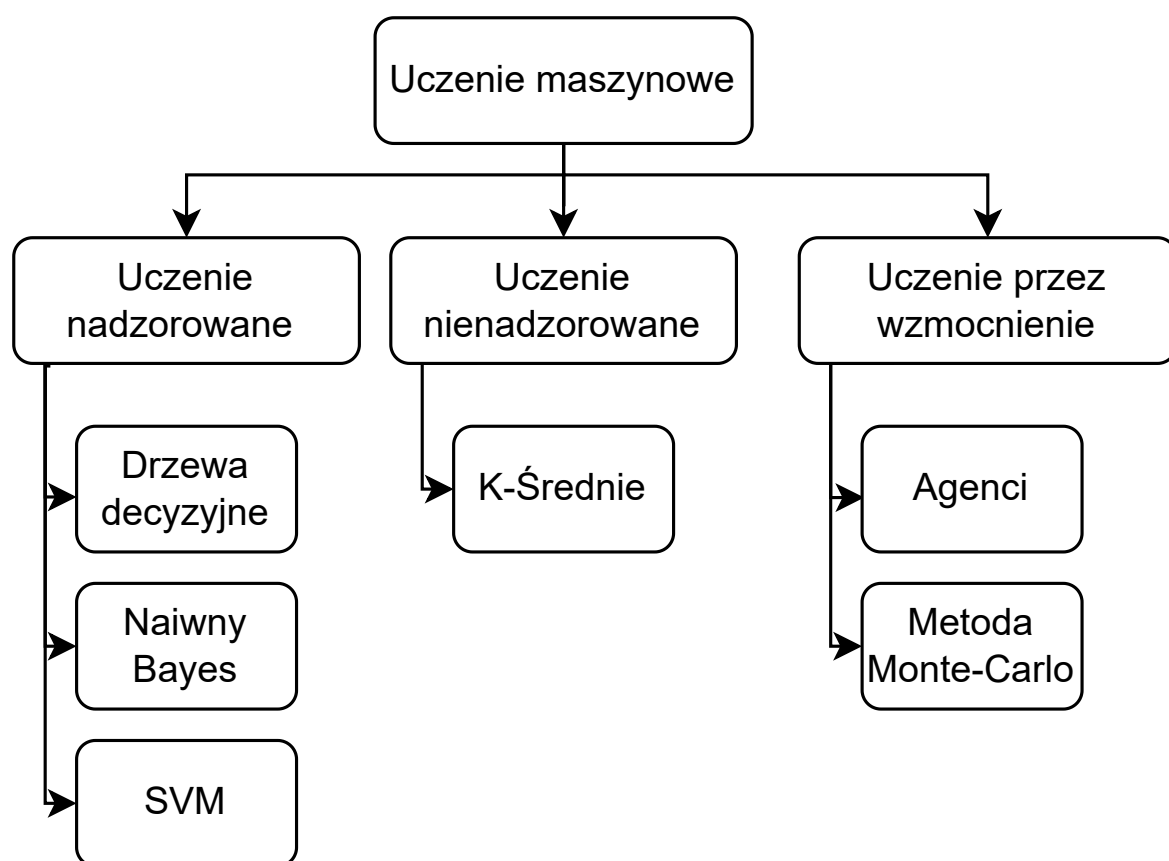 Uczenie maszynowe
Uczenie
nadzorowane
Uczenie
nienadzorowane
Uczenie przez
wzmocnienie
Drzewa
decyzyjne
K-Średnie
Agenci
Naiwny
Bayes
Metoda
Monte-Carlo
SVM